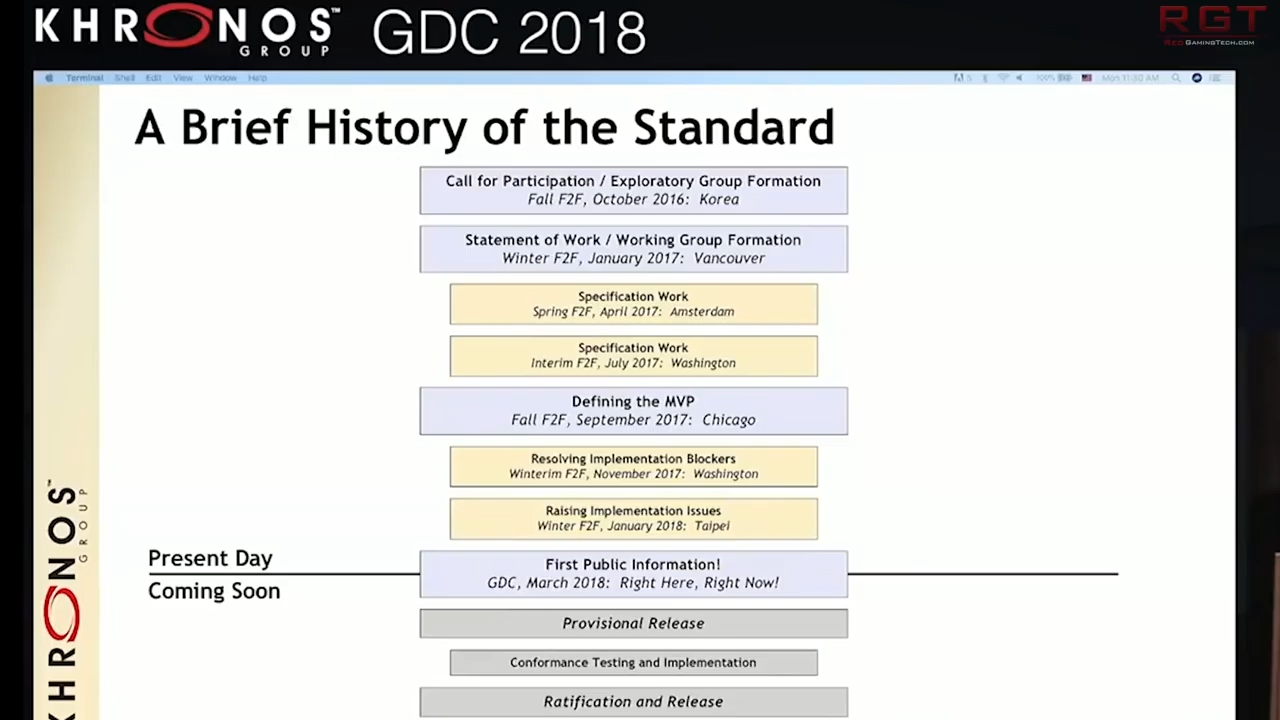 KHRONOS™
GROUP
GDC 2018
RGT
RedGamingTech.com
Terminal Shell Edit View Window Help
5 100% Mon 11:30 AM
A Brief History of the Standard
Call for Participation / Exploratory Group Formation
Fall F2F, October 2016: Korea
Statement of Work / Working Group Formation
Winter F2F, January 2017: Vancouver
Specification Work
Spring F2F, April 2017: Amsterdam
Specification Work
Interim F2F, July 2017: Washington
Defining the MVP
Fall F2F, September 2017: Chicago
Resolving Implementation Blockers
Winterim F2F, November 2017: Washington
Raising Implementation Issues
Winter F2F, January 2018: Taipei
Present Day
First Public Information!
GDC, March 2018: Right Here, Right Now!
Coming Soon
Provisional Release
Conformance Testing and Implementation
Ratification and Release
KHRONOS™
GROUP